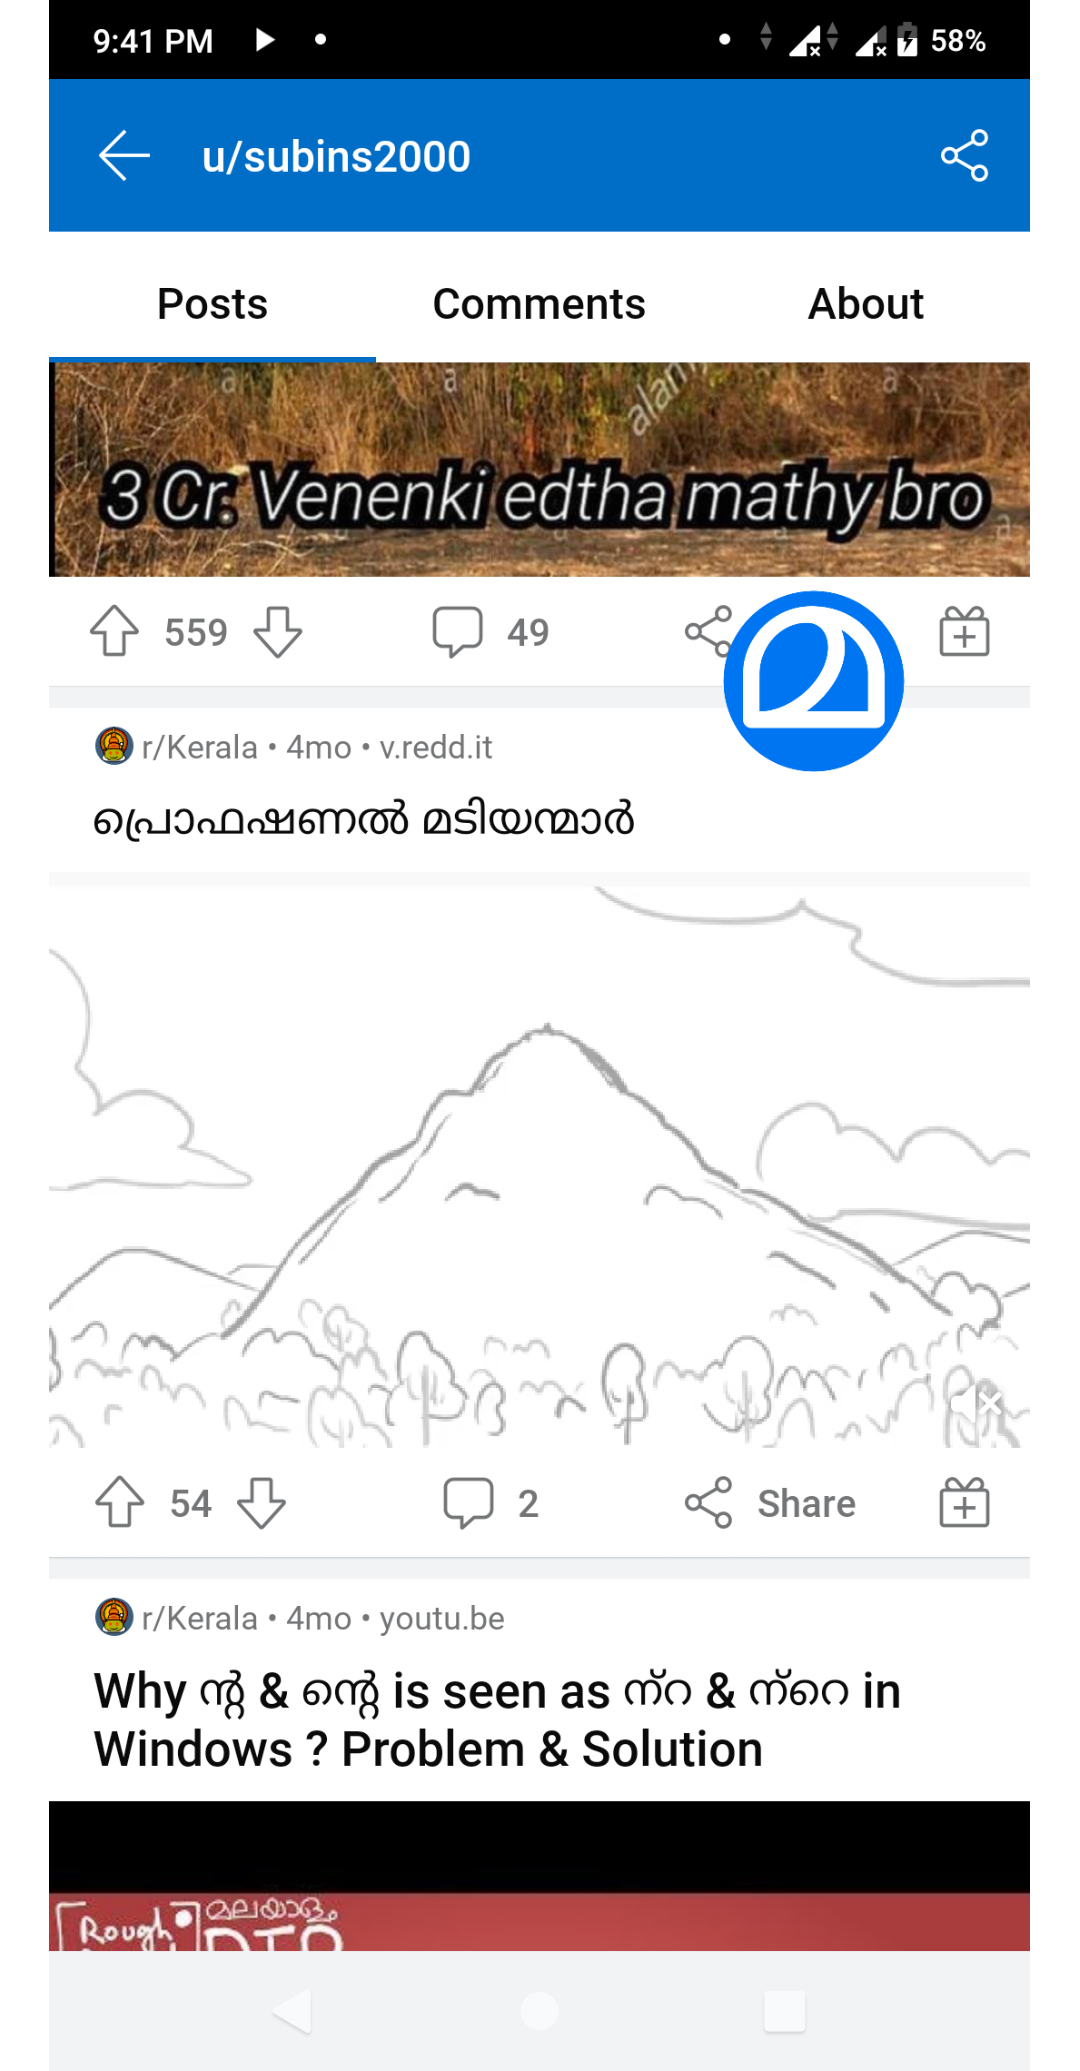 9:41 PM
58%
u/subins2000
Posts Comments About
a a alam a
3 Cr. Venenki edtha mathy bro
559 49
r/Kerala • 4mo • v.redd.it
പ്രൊഫഷണൽ മടിയന്മാർ
54 2 Share
r/Kerala • 4mo • youtu.be
Why ന്റ & ന്റെ is seen as ന്‌റ & ന്‌റെ in
Windows ? Problem & Solution
Rough മലയാളം
DTP